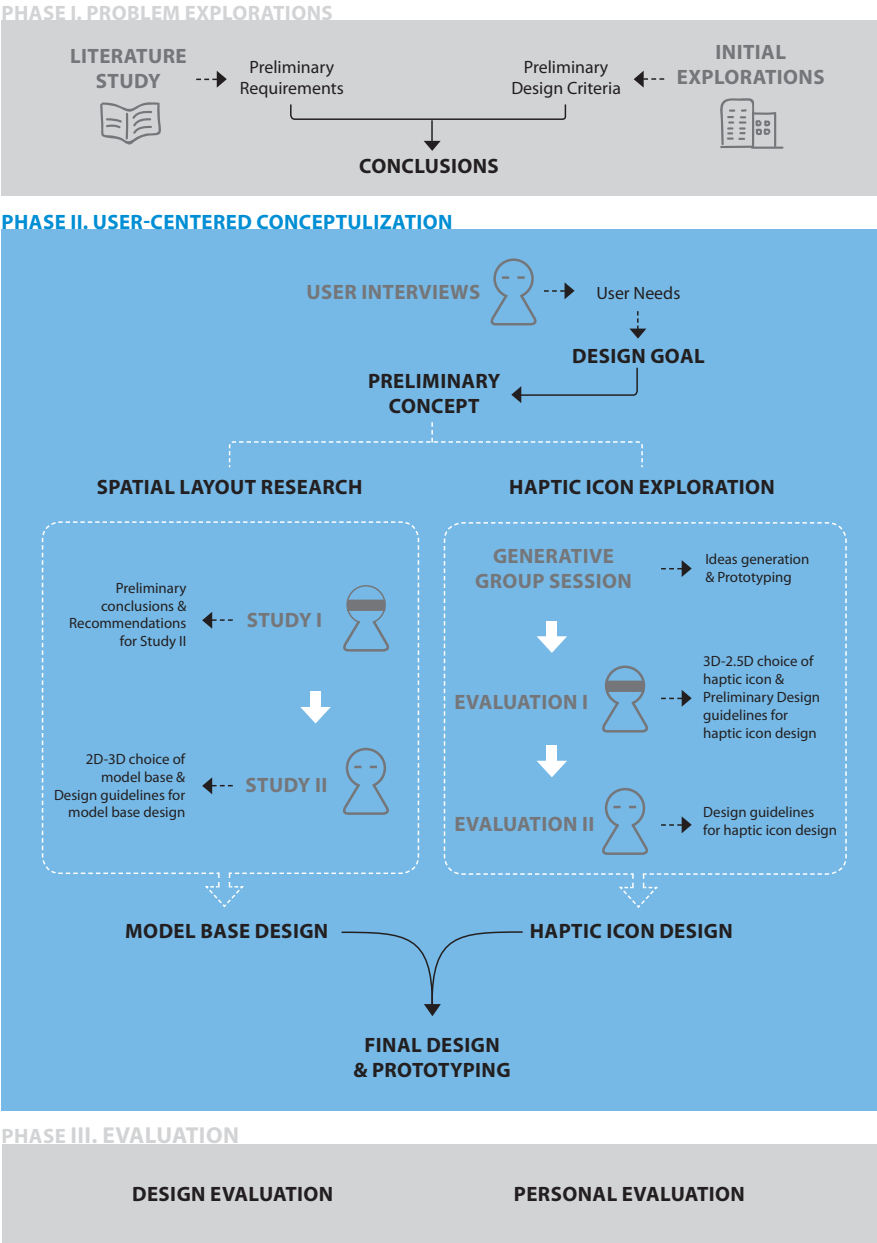 PHASE I. PROBLEM EXPLORATIONS
LITERATURE
STUDY
Preliminary
Requirements
Preliminary
Design Criteria
INITIAL
EXPLORATIONS
CONCLUSIONS
PHASE II. USER-CENTERED CONCEPTULIZATION
USER INTERVIEWS
User Needs
DESIGN GOAL
PRELIMINARY
CONCEPT
SPATIAL LAYOUT RESEARCH
Preliminary
conclusions &
Recommendations
for Study II
STUDY I
2D-3D choice of
model base &
Design guidelines for
model base design
STUDY II
HAPTIC ICON EXPLORATION
GENERATIVE
GROUP SESSION
Ideas generation
& Prototyping
EVALUATION I
3D-2.5D choice of
haptic icon &
Preliminary Design
guidelines for
haptic icon design
EVALUATION II
Design guidelines
for haptic icon design
MODEL BASE DESIGN
HAPTIC ICON DESIGN
FINAL DESIGN
& PROTOTYPING
PHASE III. EVALUATION
DESIGN EVALUATION
PERSONAL EVALUATION